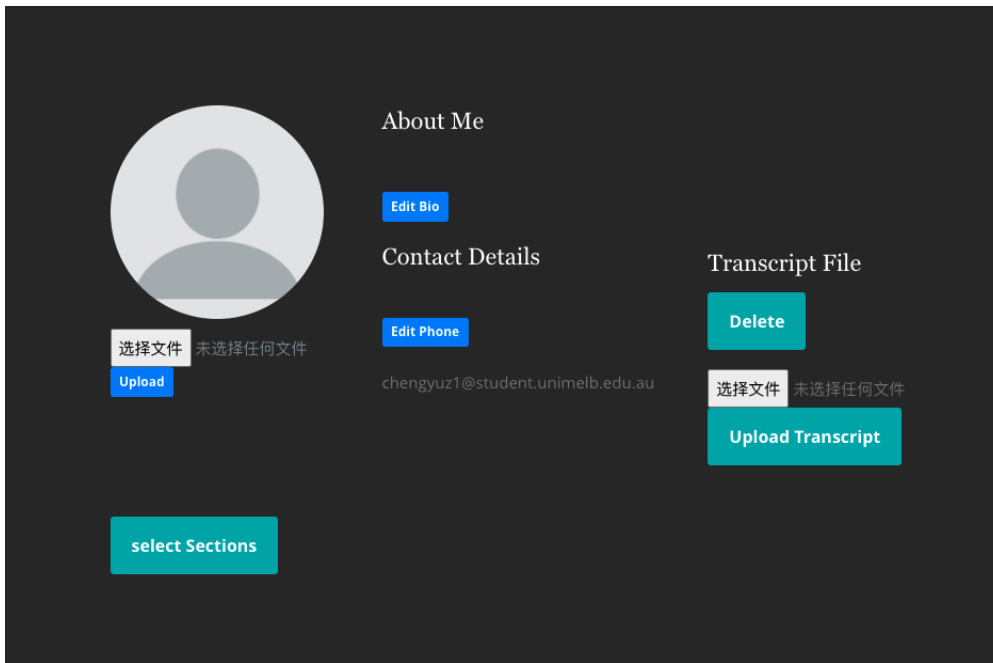 About Me
Edit Bio
Contact Details
Edit Phone
chengyuz1@student.unimelb.edu.au
选择文件 未选择任何文件
Upload
Transcript File
Delete
选择文件 未选择任何文件
Upload Transcript
select Sections